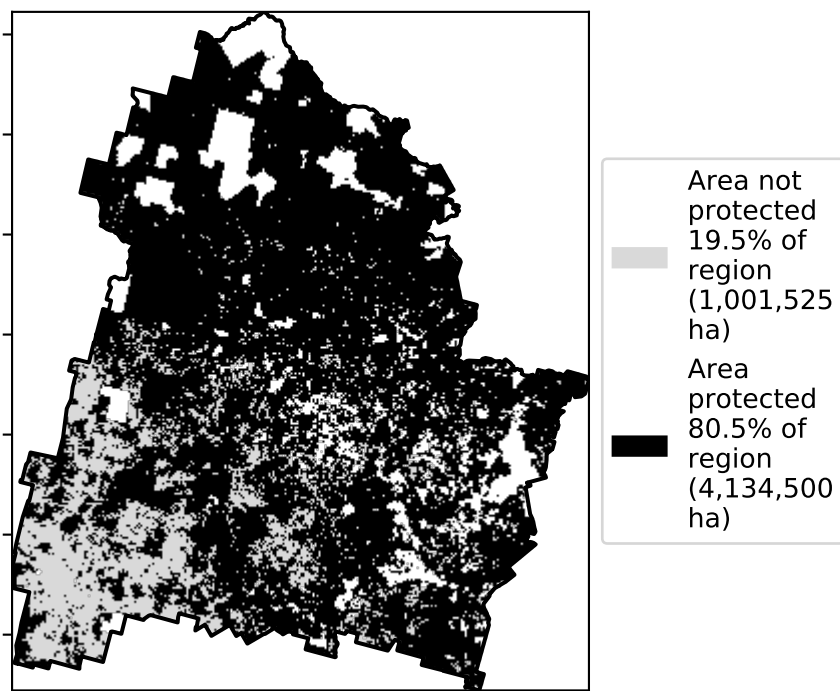 Area not
protected
19.5% of
region
(1,001,525
ha)
Area
protected
80.5% of
region
(4,134,500
ha)